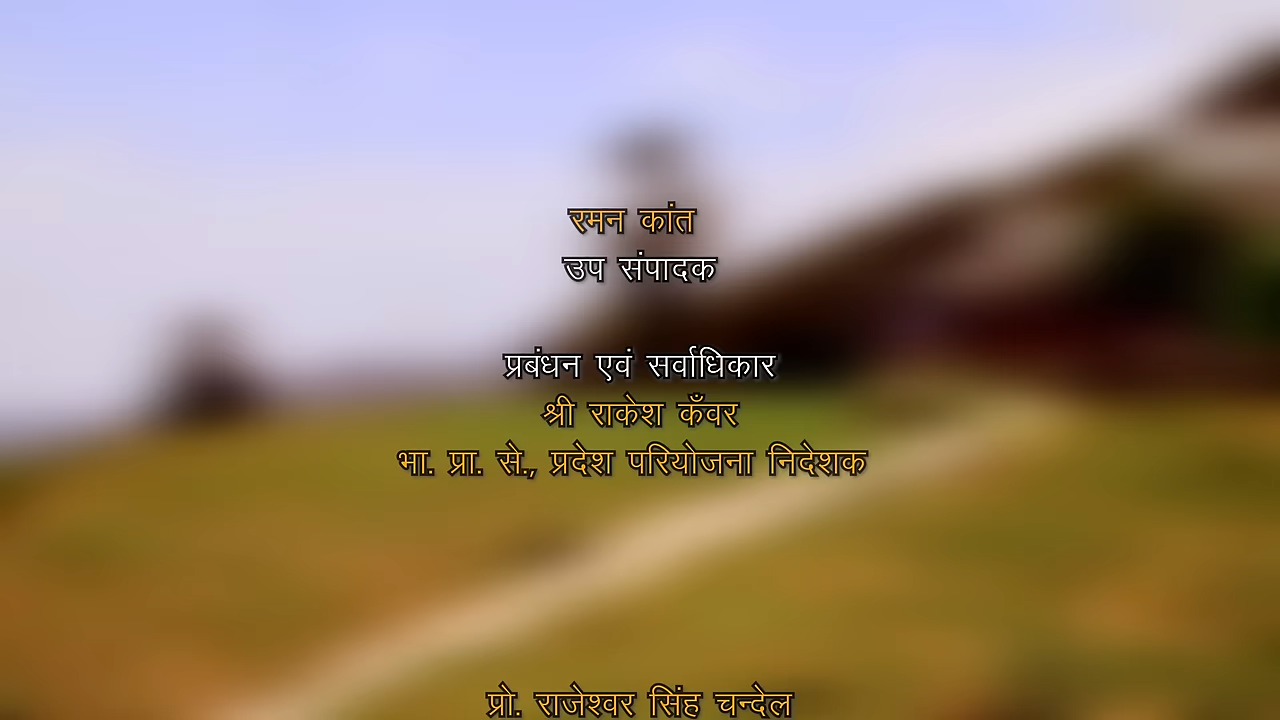 रमन कांत
उप संपादक
प्रबंधन एवं सर्वाधिकार
श्री राकेश कँवर
भा. प्रा. से., प्रदेश परियोजना निदेशक
प्रो. राजेश्वर सिंह चन्देल